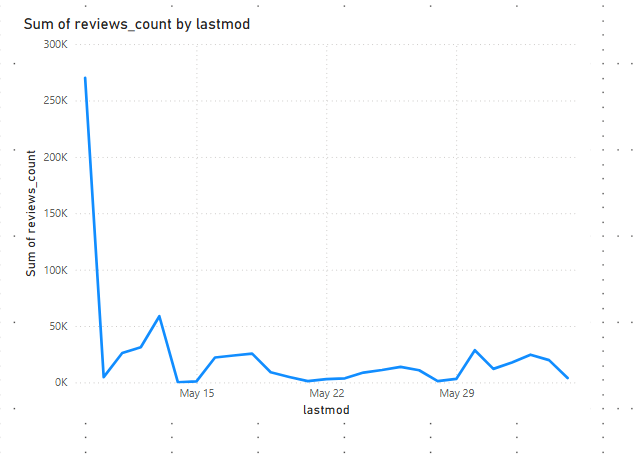 Sum of reviews_count by lastmod
300K
250K
200K
150K
100K
50K
0K
Sum of reviews_count
May 15 May 22 May 29
lastmod